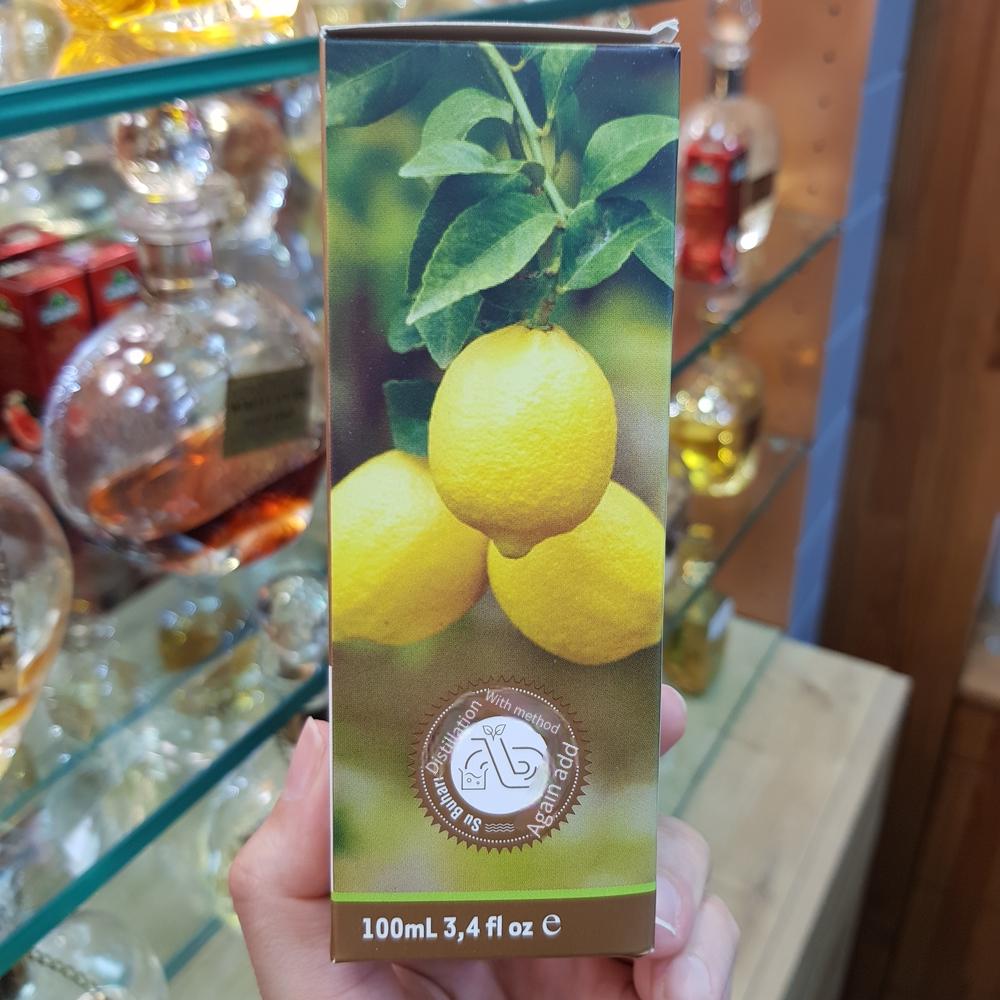 With method
Distillation
Again add
Su Buharı
100mL 3,4 fl oz e